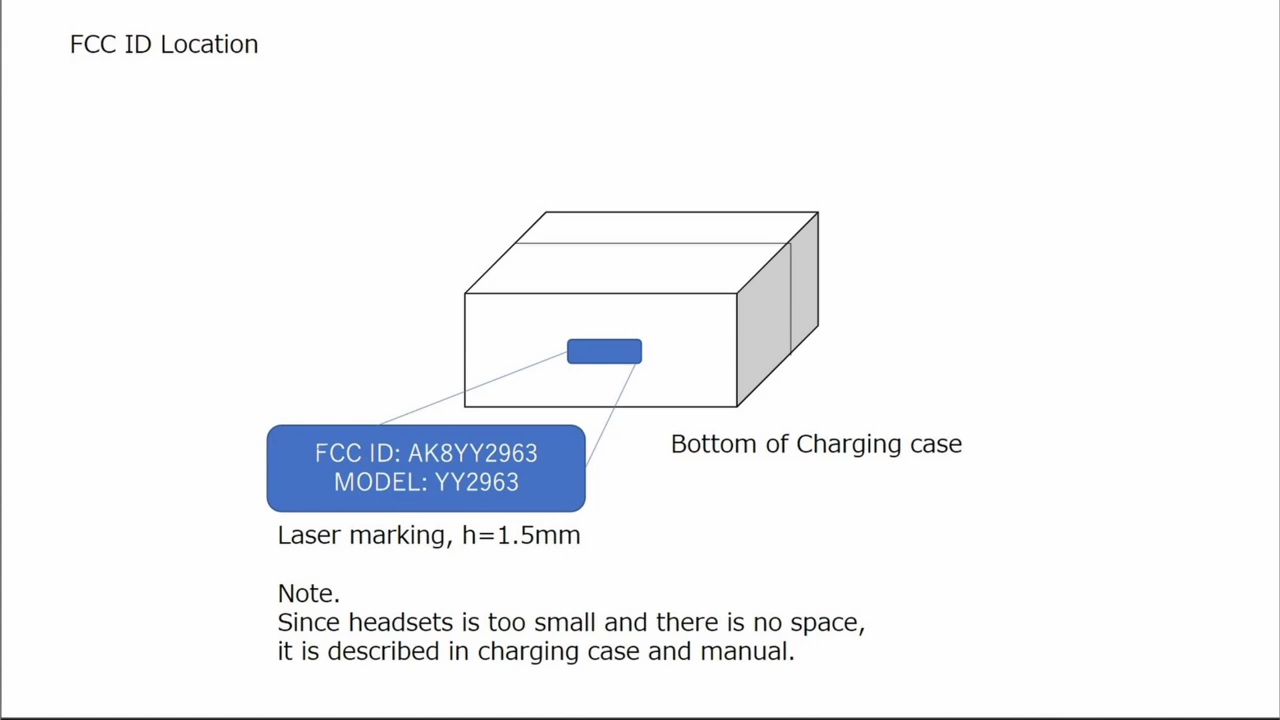 FCC ID Location
FCC ID: AK8YY2963
MODEL: YY2963
Bottom of Charging case
Laser marking, h=1.5mm
Note.
Since headsets is too small and there is no space,
it is described in charging case and manual.